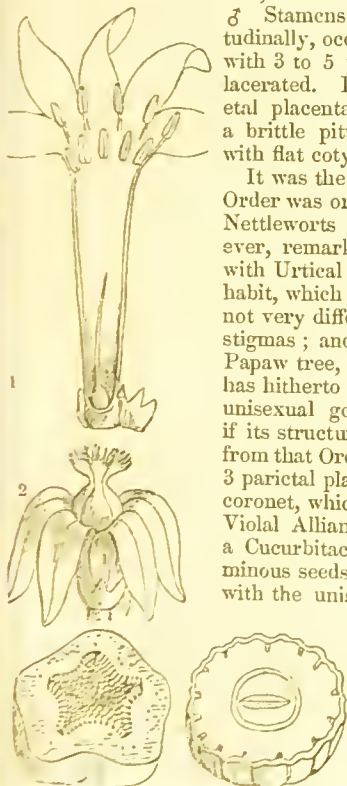 ♂ Stamens
tudinally, occ
with 3 to 5
lacerated.
etal placenta
a brittle pit
with flat coty
It was the
Order was or
Nettleworts
ever, remark
with Urtical
habit, which
not very diffe
stigmas ; and
Papaw tree,
has hitherto
unisexual go
if its structur
from that Ord
3 parietal pla
coronet, whic
Violal Allian
a Cucurbitac
minous seeds
with the unis
1
2